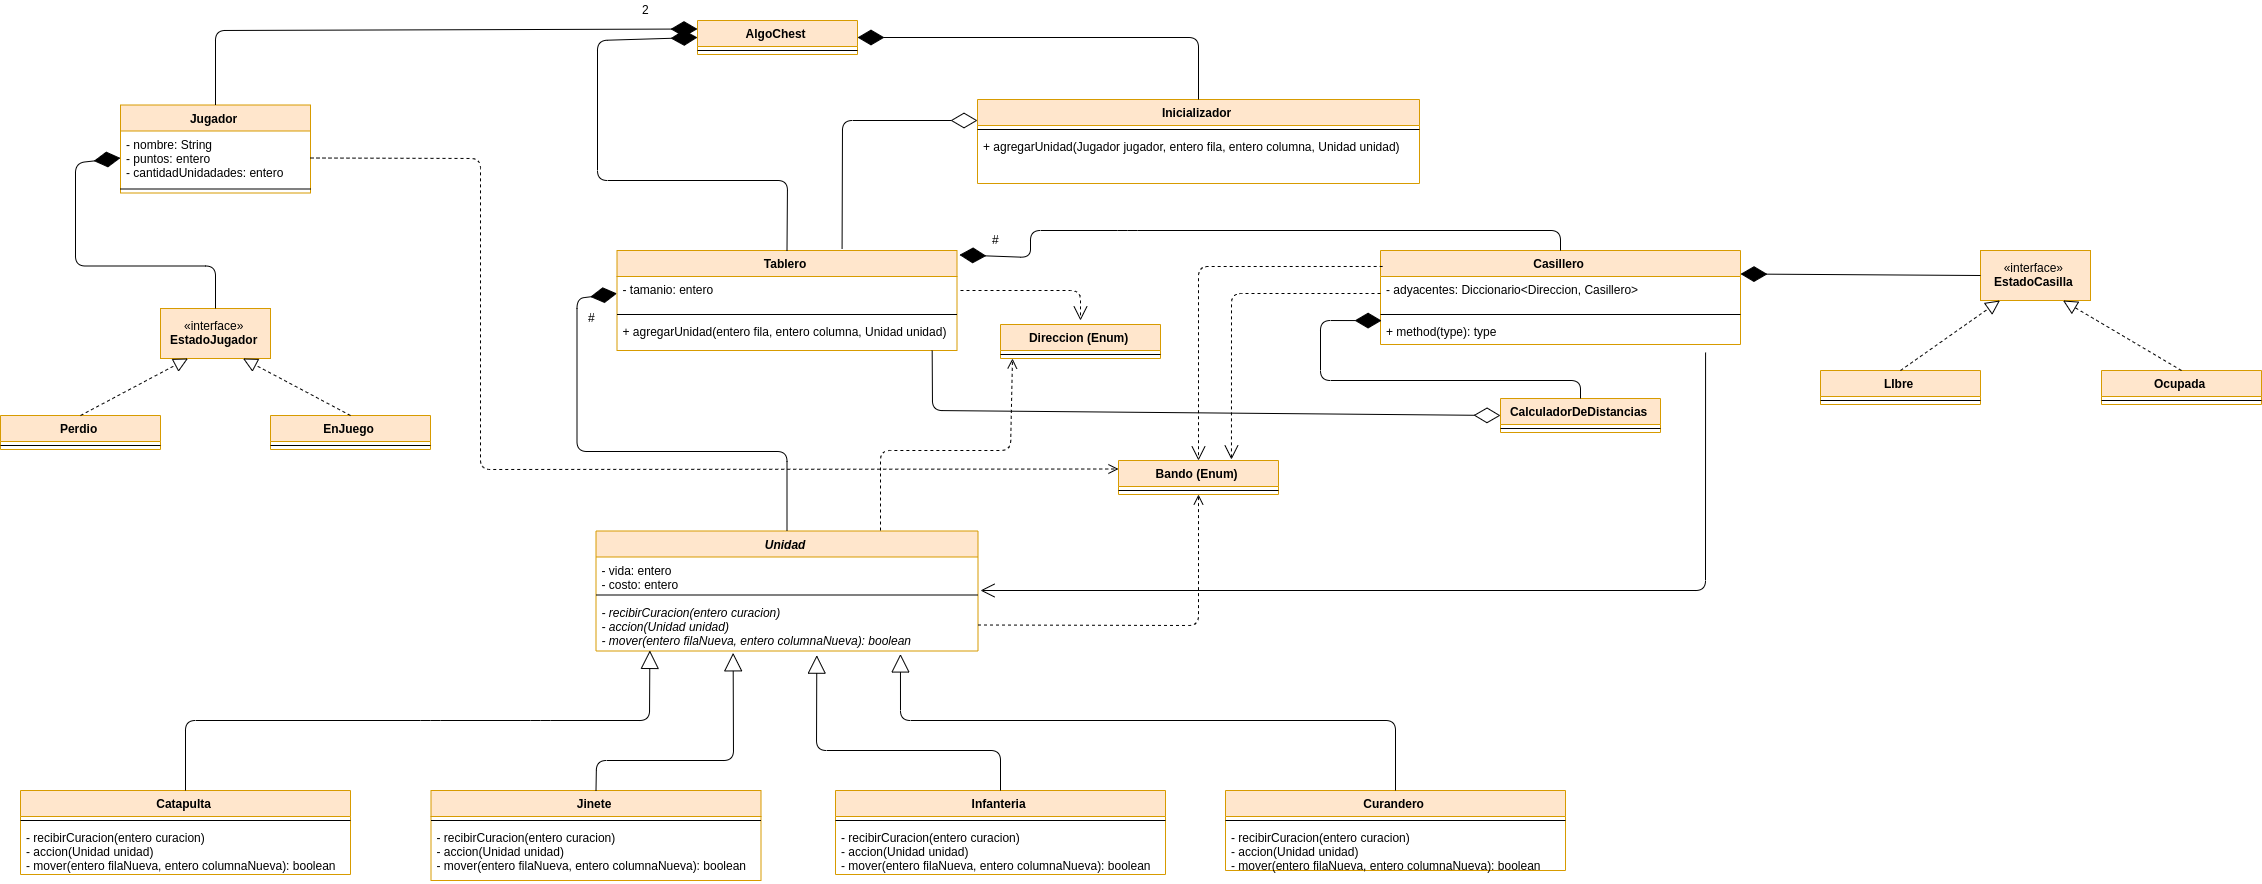 2
AlgoChest
Jugador
- nombre: String
- puntos: entero
- cantidadUnidadades: entero
Inicializador
+ agregarUnidad(Jugador jugador, entero fila, entero columna, Unidad unidad)
#
Tablero
- tamanio: entero
+ agregarUnidad(entero fila, entero columna, Unidad unidad)
#
Casillero
- adyacentes: Diccionario<Direccion, Casillero>
+ method(type): type
«interface»
EstadoCasilla
«interface»
EstadoJugador
Direccion (Enum)
LIbre
Ocupada
CalculadorDeDistancias
Perdio
EnJuego
Bando (Enum)
Unidad
- vida: entero
- costo: entero
- recibirCuracion(entero curacion)
- accion(Unidad unidad)
- mover(entero filaNueva, entero columnaNueva): boolean
Catapulta
- recibirCuracion(entero curacion)
- accion(Unidad unidad)
- mover(entero filaNueva, entero columnaNueva): boolean
Jinete
- recibirCuracion(entero curacion)
- accion(Unidad unidad)
- mover(entero filaNueva, entero columnaNueva): boolean
Infanteria
- recibirCuracion(entero curacion)
- accion(Unidad unidad)
- mover(entero filaNueva, entero columnaNueva): boolean
Curandero
- recibirCuracion(entero curacion)
- accion(Unidad unidad)
- mover(entero filaNueva, entero columnaNueva): boolean